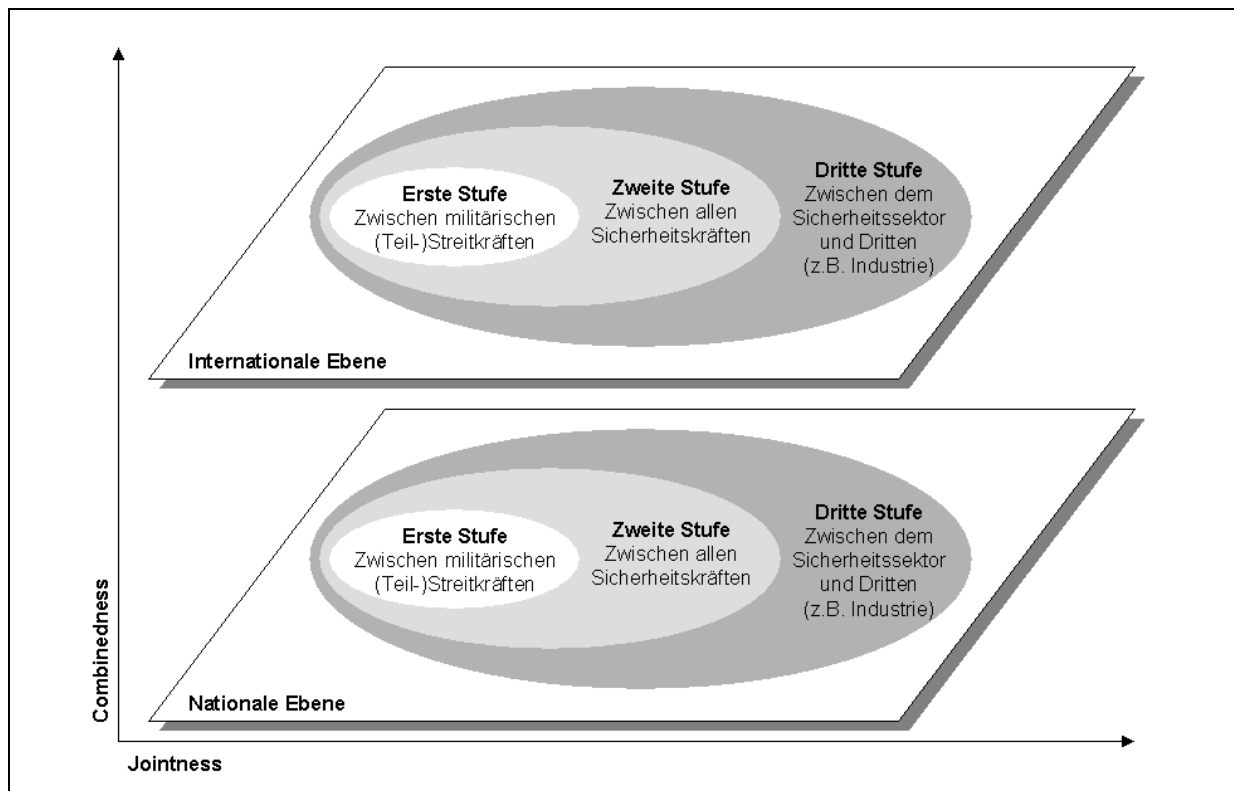 Erste Stufe
Zwischen militärischen
(Teil-)Streitkräften
Zweite Stufe
Zwischen allen
Sicherheitskräften
Dritte Stufe
Zwischen dem
Sicherheitssektor
und Dritten
(z.B. Industrie)
Internationale Ebene
Erste Stufe
Zwischen militärischen
(Teil-)Streitkräften
Zweite Stufe
Zwischen allen
Sicherheitskräften
Dritte Stufe
Zwischen dem
Sicherheitssektor
und Dritten
(z.B. Industrie)
Nationale Ebene
Combinedness
Jointness